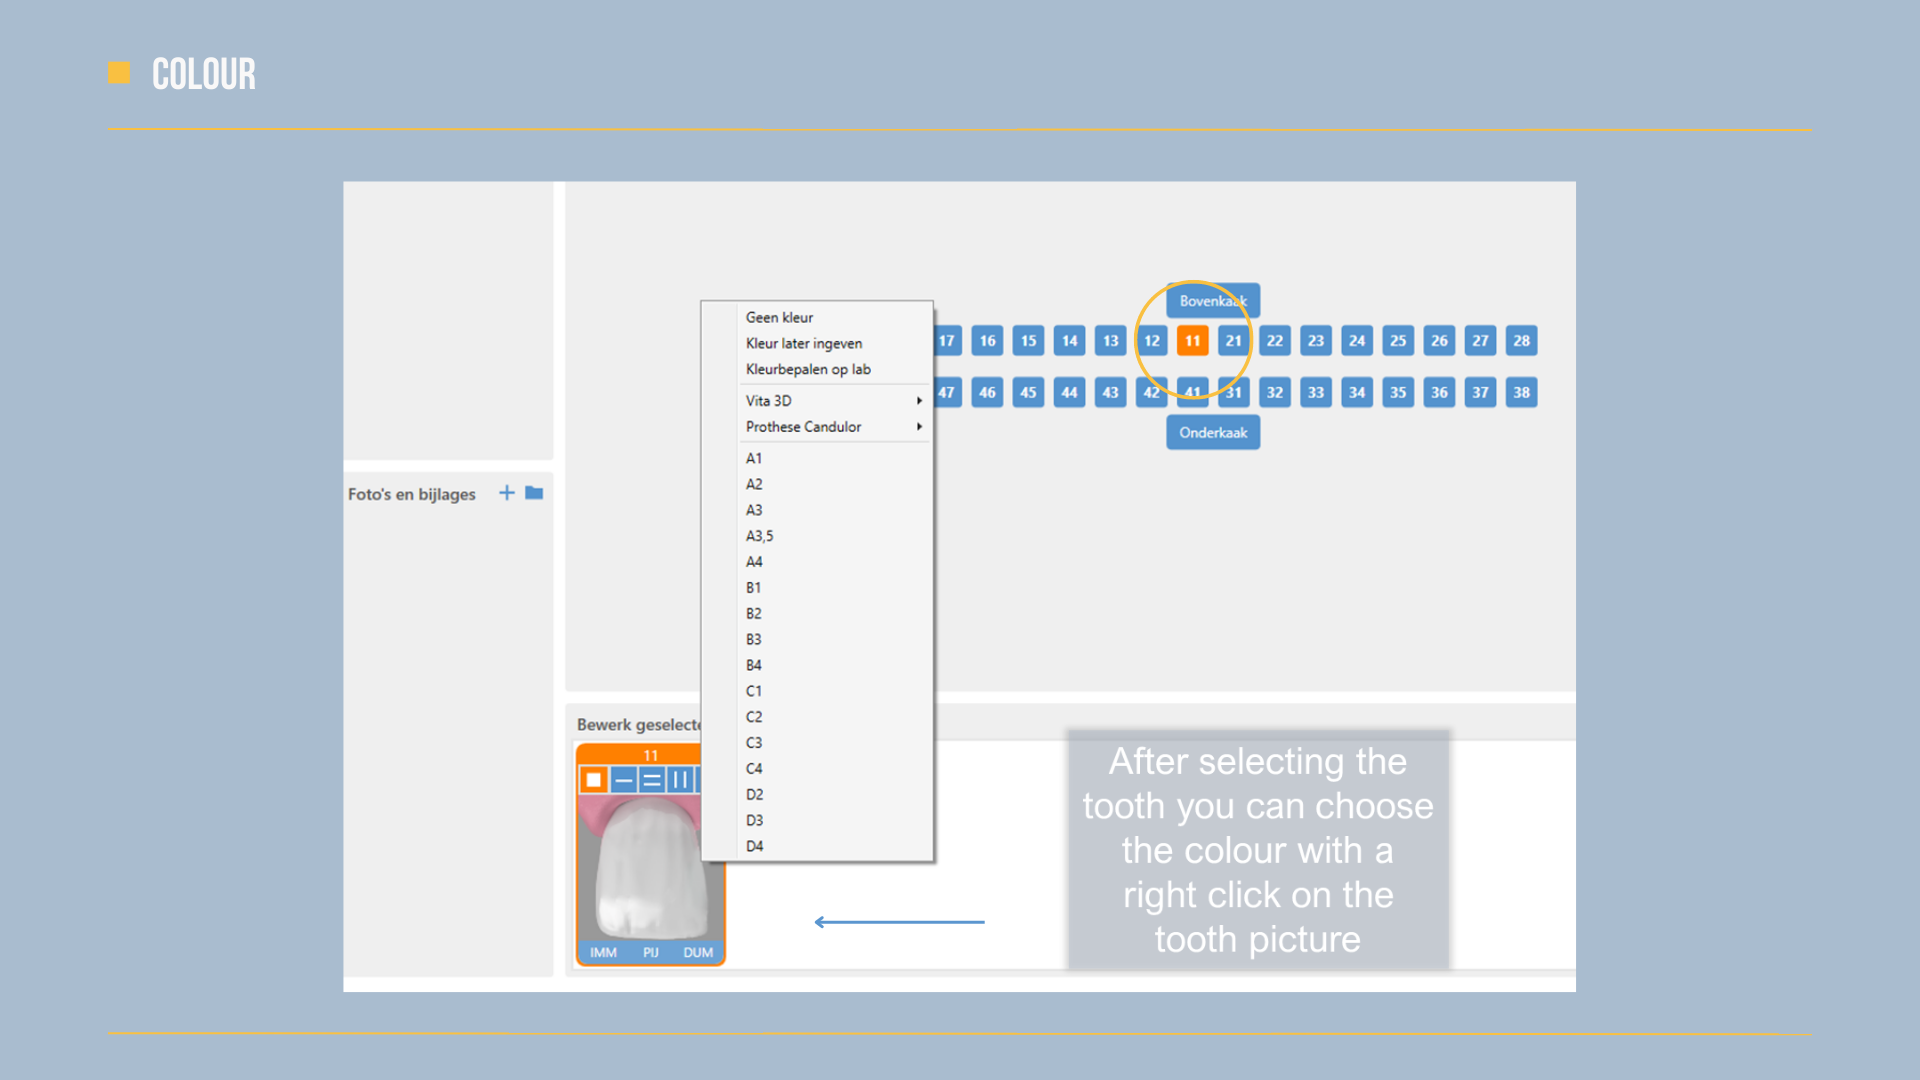 COLOUR
Bovenkaak
17 16 15 14 13 12 11 21 22 23 24 25 26 27 28
47 46 45 44 43 42 41 31 32 33 34 35 36 37 38
Onderkaak
Geen kleur
Kleur later ingeven
Kleurbepalen op lab
Vita 3D
Prothese Candulor
A1
A2
A3
A3,5
A4
B1
B2
B3
B4
C1
C2
C3
C4
D2
D3
D4
Foto's en bijlages
Bewerk geselecte
11
IMM PIJ DUM
After selecting the
tooth you can choose
the colour with a
right click on the
tooth picture